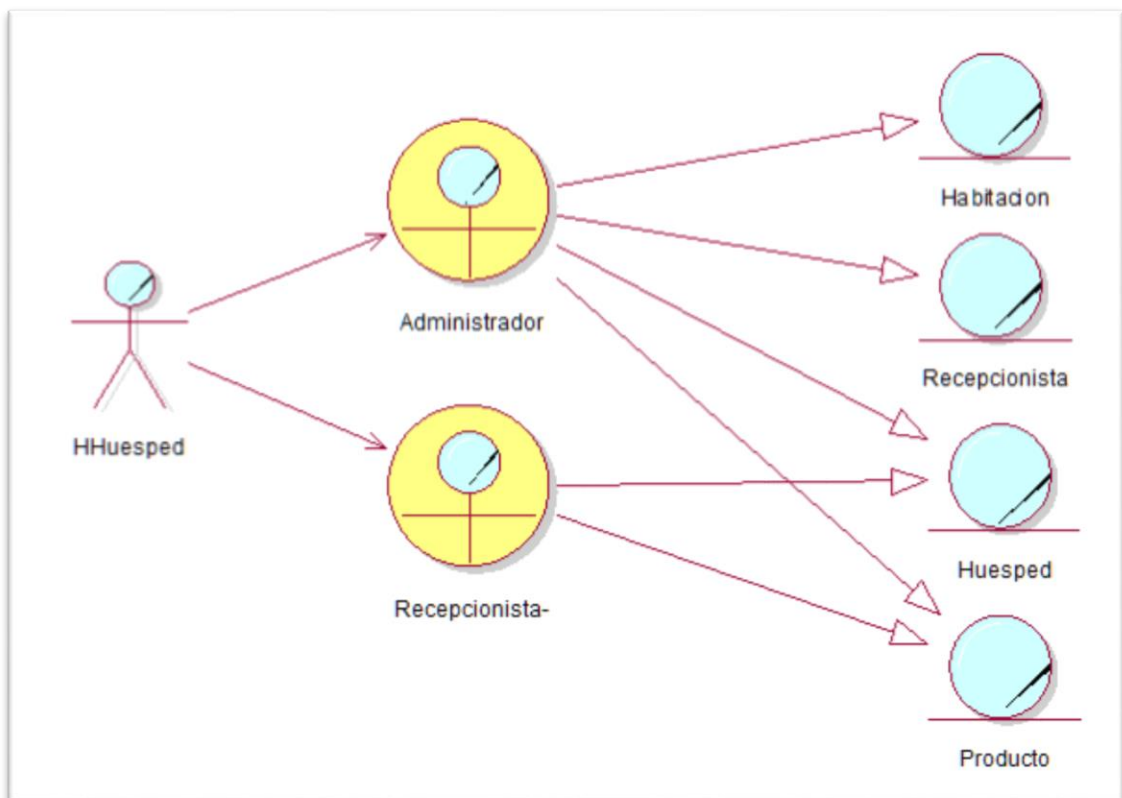 Habitacion
Administrador
Recepcionista
HHuesped
Huesped
Recepcionista-
Producto